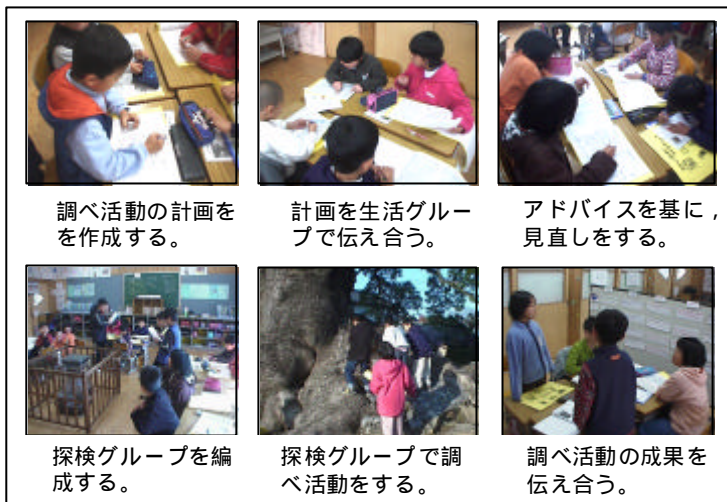 調べ活動の計画を
を作成する。
計画を生活グルー
プで伝え合う。
アドバイスを基に，
見直しをする。
探検グループを編
成する。
探検グループで調
べ活動をする。
調べ活動の成果を
伝え合う。